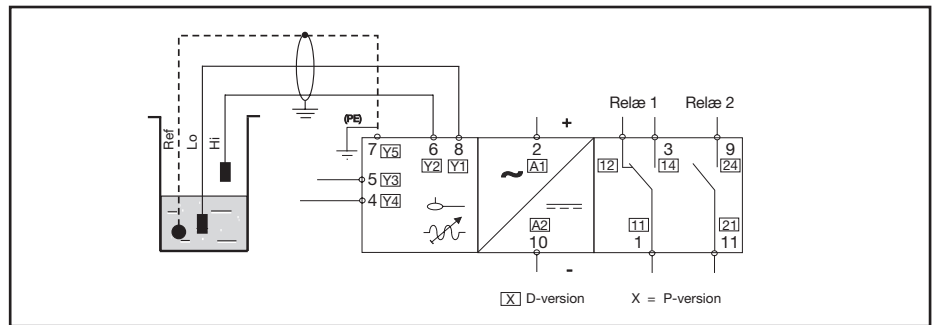 Relæ 1 Relæ 2
+
(PE)
Ref
Lo
Hi
7 Y5 6 8 2 3 9
Y2 Y1 A1 12 14 24
5 Y3
4 Y4
~
A2 11 21
10 1 11
-
X D-version X = P-version